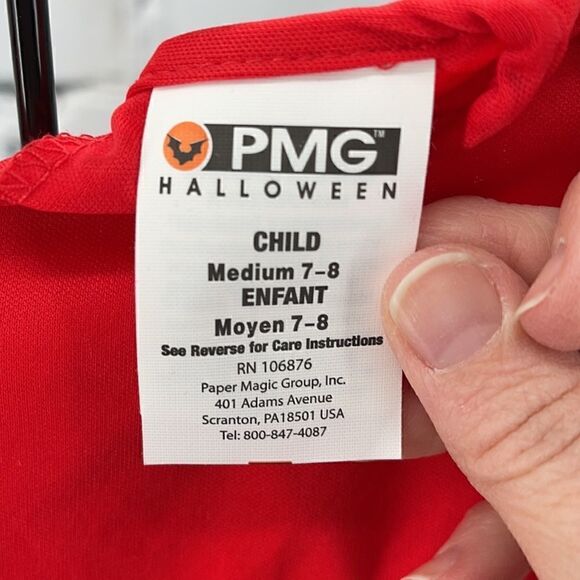 PMG™
HALLOWEEN
CHILD
Medium 7-8
ENFANT
Moyen 7-8
See Reverse for Care Instructions
RN 106876
Paper Magic Group, Inc.
401 Adams Avenue
Scranton, PA18501 USA
Tel: 800-847-4087